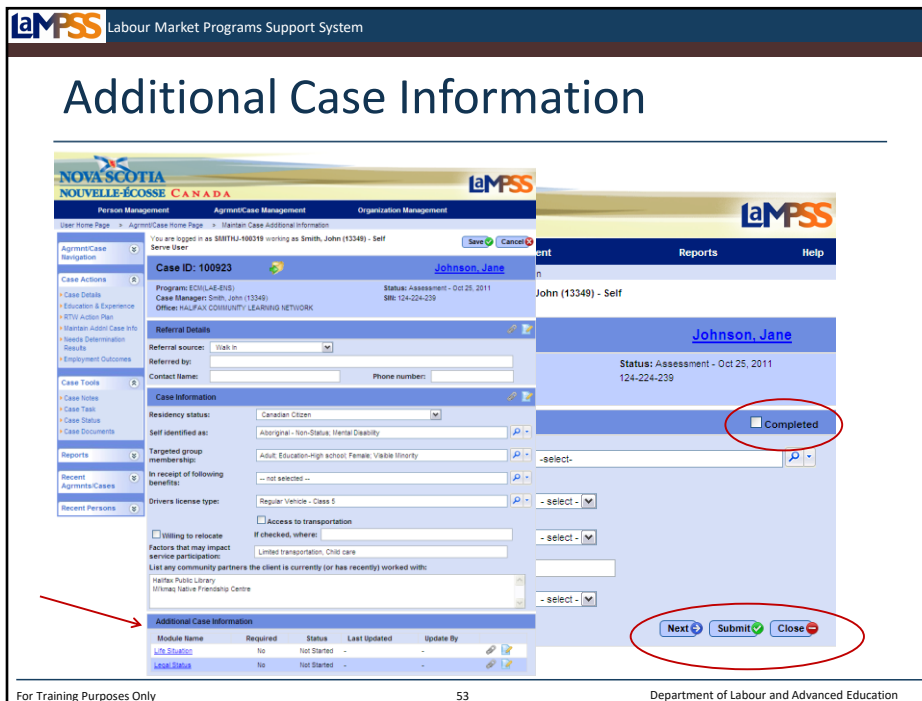 LaMPSS Labour Market Programs Support System
Additional Case Information
NOVA SCOTIA
NOUVELLE-ÉCOSSE CANADA
LaMPSS
Person Management Agrmnt/Case Management Organization Management
User Home Page » Agrmnt/Case Home Page » Maintain Case Additional Information
Agrmnt/Case Navigation
Case Actions
Case Details
Education & Experience
RTW Action Plan
Maintain Addnl Case Info
Needs Determination Results
Employment Outcomes
Case Tools
Case Notes
Case Task
Case Status
Case Documents
Reports
Recent Agrmnts/Cases
Recent Persons
You are logged in as SMITHJ-100319 working as Smith, John (13349) - Self
Serve User
Save Cancel
Case ID: 100923 Johnson, Jane
Program: ECM(LAE-ENS) Status: Assessment - Oct 25, 2011
Case Manager: Smith, John (13349) SIN: 124-224-239
Office: HALIFAX COMMUNITY LEARNING NETWORK
Referral Details
Referral source: Walk In
Referred by:
Contact Name: Phone number:
Case Information
Residency status: Canadian Citizen
Self identified as: Aboriginal - Non-Status; Mental Disability
Targeted group membership: Adult; Education-High school; Female; Visible Minority
In receipt of following benefits: -- not selected --
Drivers license type: Regular Vehicle - Class 5
Access to transportation
Willing to relocate If checked, where:
Factors that may impact service participation: Limited transportation, Child care
List any community partners the client is currently (or has recently) worked with:
Halifax Public Library
Mi'kmaq Native Friendship Centre
Additional Case Information
Module Name Required Status Last Updated Update By
Life Situation No Not Started - -
Legal Status No Not Started - -
LaMPSS
ent Reports Help
n
John (13349) - Self
Johnson, Jane
Status: Assessment - Oct 25, 2011
124-224-239
Completed
-select-
- select -
- select -
- select -
Next Submit Close
For Training Purposes Only 53 Department of Labour and Advanced Education